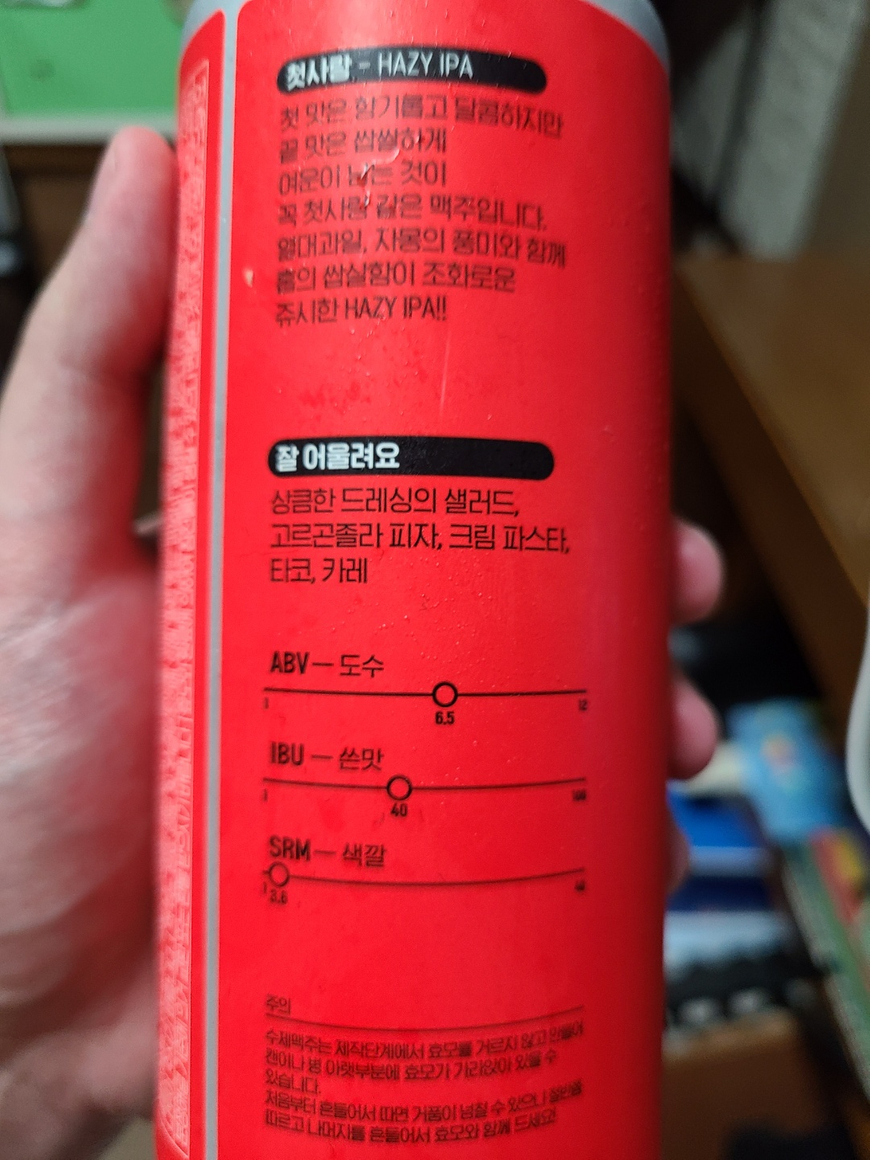 첫사랑 - HAZY IPA
첫 맛은 향기롭고 달콤하지만
끝 맛은 쌉쌀하게
여운이 남는 것이
꼭 첫사랑 같은 맥주입니다.
열대과일, 자몽의 풍미와 함께
홉의 쌉살함이 조화로운
쥬시한 HAZY IPA!!
잘 어울려요
상큼한 드레싱의 샐러드,
고르곤졸라 피자, 크림 파스타,
타코, 카레
ABV — 도수
1 12
6.5
IBU — 쓴맛
1 100
40
SRM — 색깔
1
3.6
주의
수제맥주는 제작단계에서 효모를 거르지 않고 만들어
캔이나 병 아랫부분에 효모가 가라앉아 있을 수
있습니다.
처음부터 흔들어서 따면 거품이 넘칠 수 있으니 절반을
따르고 나머지를 흔들어서 효모와 함께 드세요